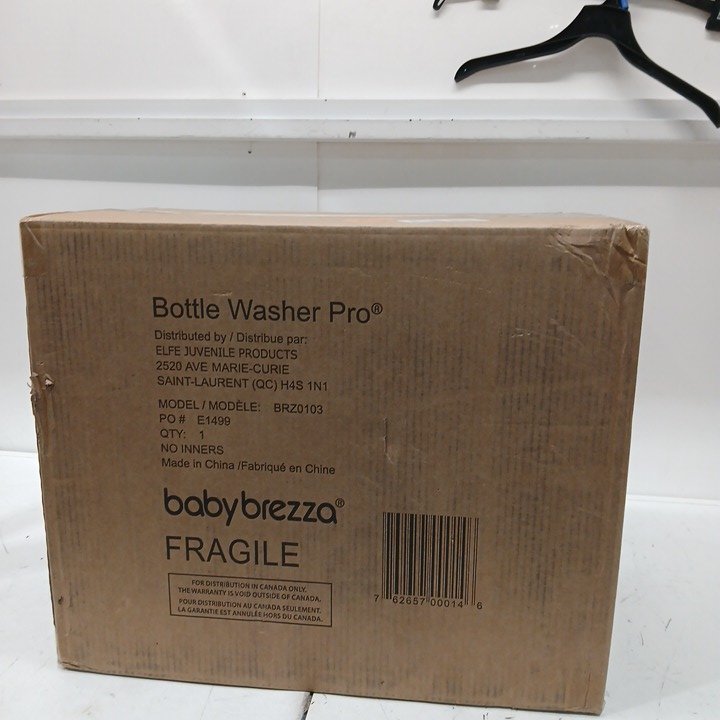 Bottle Washer Pro®
Distributed by / Distribue par:
ELFE JUVENILE PRODUCTS
2520 AVE MARIE-CURIE
SAINT-LAURENT (QC) H4S 1N1
MODEL / MODÈLE: BRZ0103
PO # E1499
QTY: 1
NO INNERS
Made in China /Fabriqué en Chine
babybrezza®
FRAGILE
FOR DISTRIBUTION IN CANADA ONLY.
THE WARRANTY IS VOID OUTSIDE OF CANADA.
POUR DISTRIBUTION AU CANADA SEULEMENT.
LA GARANTIE EST ANNULÉE HORS DU CANADA.
7 62657 00014 6